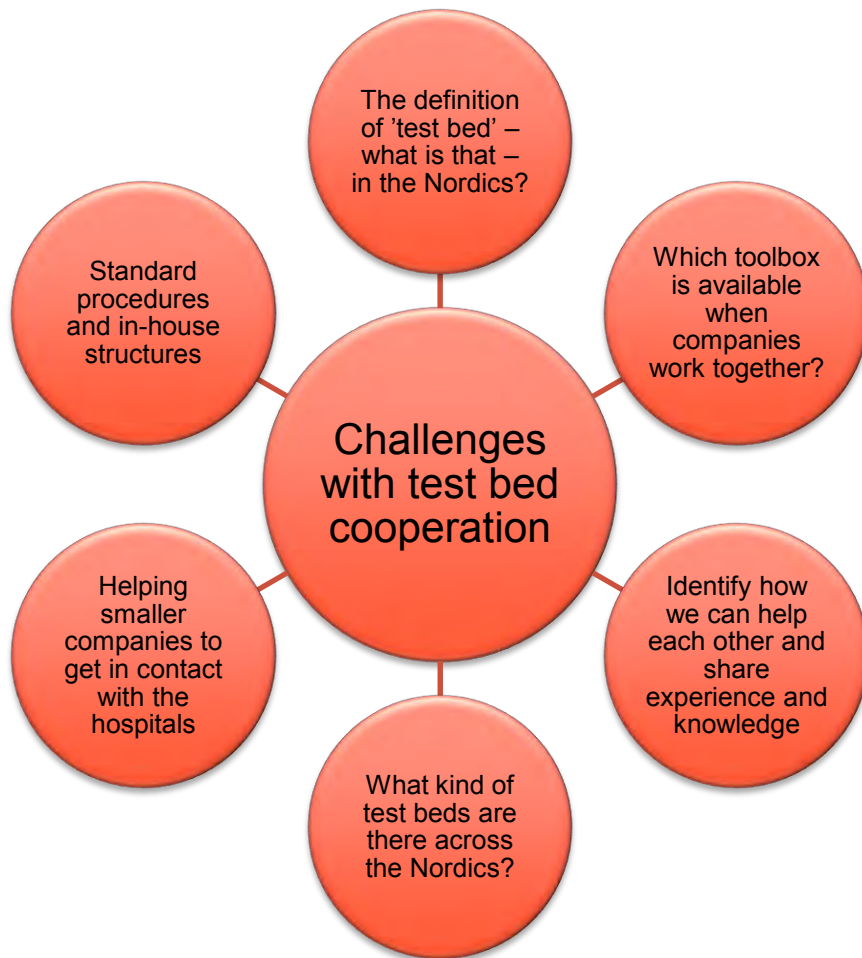 The definition
of ’test bed’ –
what is that –
in the Nordics?
Standard
procedures
and in-house
structures
Which toolbox
is available
when
companies
work together?
Challenges
with test bed
cooperation
Helping
smaller
companies to
get in contact
with the
hospitals
Identify how
we can help
each other and
share
experience and
knowledge
What kind of
test beds are
there across
the Nordics?